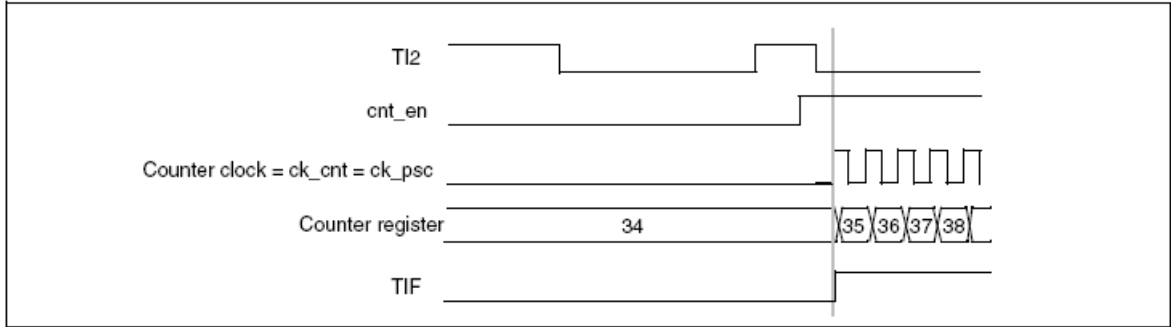 TI2
cnt_en
Counter clock = ck_cnt = ck_psc
Counter register 34 35 36 37 38
TIF